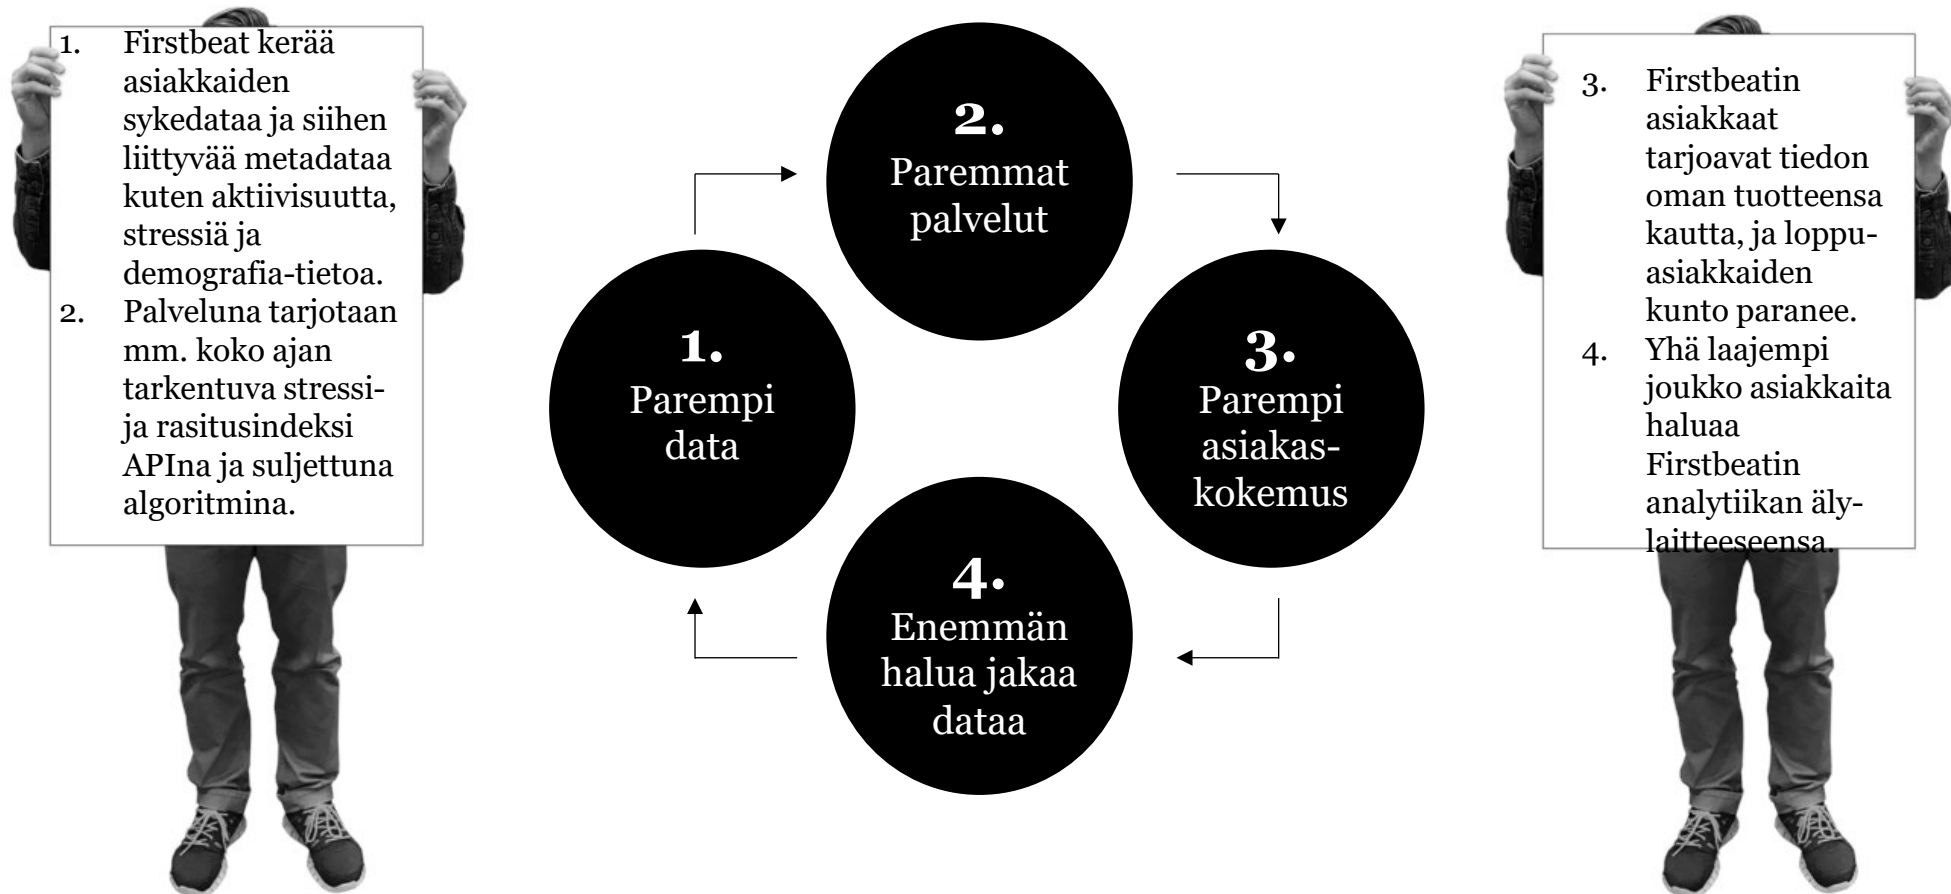 1. Firstbeat kerää
asiakkaiden
sykedataa ja siihen
liittyvää metadataa
kuten aktiivisuutta,
stressiä ja
demografia-tietoa.
2. Palveluna tarjotaan
mm. koko ajan
tarkentuva stressi-
ja rasitusindeksi
APIna ja suljettuna
algoritmina.
1.
Parempi
data
2.
Paremmat
palvelut
3.
Parempi
asiakas-
kokemus
4.
Enemmän
halua jakaa
dataa
3. Firstbeatin
asiakkaat
tarjoavat tiedon
oman tuotteensa
kautta, ja loppu-
asiakkaiden
kunto paranee.
4. Yhä laajempi
joukko asiakkaita
haluaa
Firstbeatin
analytiikan äly-
laitteeseensa.